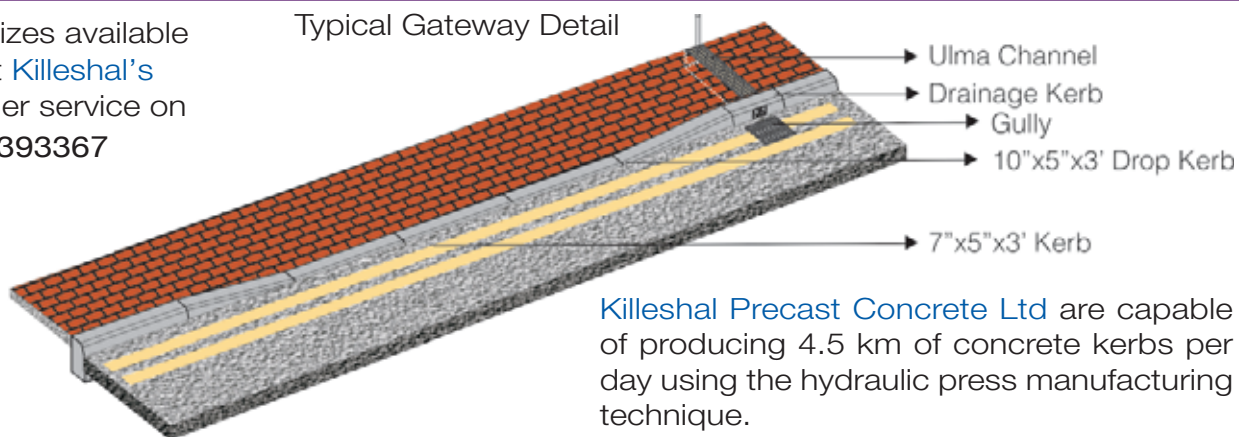 izes available
Killeshal's
er service on
393367
Typical Gateway Detail
Ulma Channel
Drainage Kerb
Gully
10”x5”x3’ Drop Kerb
7”x5”x3’ Kerb
Killeshal Precast Concrete Ltd are capable
of producing 4.5 km of concrete kerbs per
day using the hydraulic press manufacturing
technique.